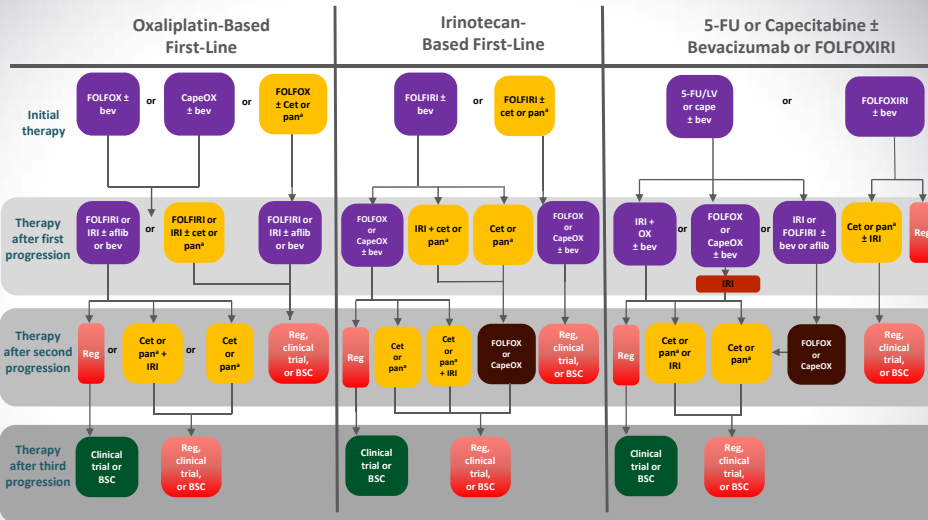 Oxaliplatin-Based
First-Line
Irinotecan-
Based First-Line
5-FU or Capecitabine ±
Bevacizumab or FOLFOXIRI
Initial
therapy
FOLFOX ±
bev
or
CapeOX
± bev
or
FOLFOX
± Cet or
panª
FOLFIRI ±
bev
or
FOLFIRI ±
cet or panª
5-FU/LV
or cape
± bev
or
FOLFOXIRI
± bev
Therapy
after first
progression
FOLFIRI or
IRI ± aflib
or bev
or
FOLFIRI or
IRI ± cet or
panª
FOLFIRI or
IRI ± aflib
or bev
FOLFOX
or
CapeOX
± bev
IRI + cet or
panª
Cet or
panª
FOLFOX
or
CapeOX
± bev
IRI +
OX
± bev
or
FOLFOX
or
CapeOX
± bev
or
IRI or
FOLFIRI ±
bev or aflib
Cet or panª
± IRI
Reg
IRI
Therapy
after second
progression
Reg
or
Cet or
panª +
IRI
or
Cet
or
panª
Reg,
clinical
trial,
or BSC
Reg
Cet
or
panª
Cet
or
panª
+ IRI
FOLFOX
or
CapeOX
Reg,
clinical
trial,
or BSC
Reg
Cet or
panª or
IRI
Cet or
panª
FOLFOX
or
CapeOX
Reg,
clinical
trial,
or BSC
Therapy
after third
progression
Clinical
trial or
BSC
Reg,
clinical
trial,
or BSC
Clinical
trial or
BSC
Reg,
clinical
trial,
or BSC
Clinical
trial or
BSC
Reg,
clinical
trial,
or BSC